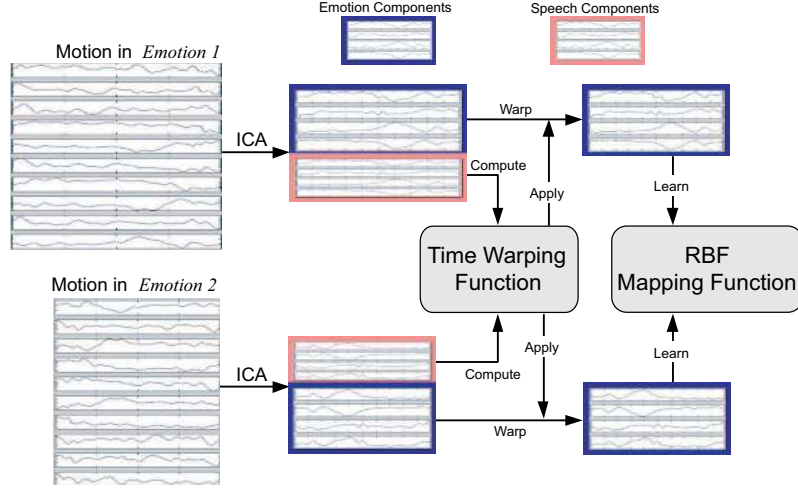 Emotion Components
Speech Components
Motion in Emotion 1
ICA
Warp
Compute
Apply
Learn
Time Warping
Function
RBF
Mapping Function
Motion in Emotion 2
ICA
Compute
Apply
Learn
Warp